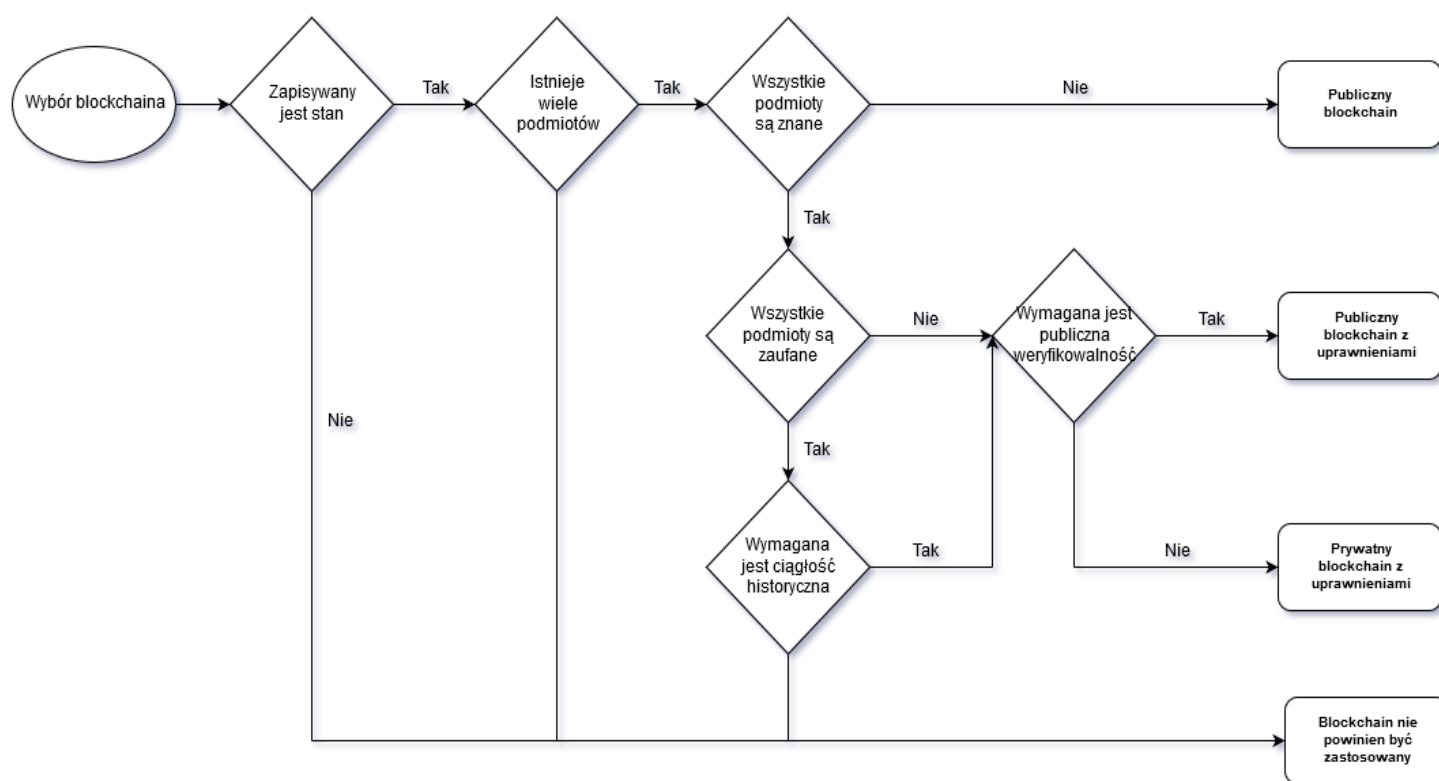 Wybór blockchaina
Zapisywany
jest stan
Tak
Istnieje
wiele
podmiotów
Tak
Wszystkie
podmioty
są znane
Nie
Publiczny
blockchain
Tak
Wszystkie
podmioty są
zaufane
Nie
Wymagana jest
publiczna
weryfikowalność
Tak
Publiczny
blockchain z
uprawnieniami
Nie
Tak
Wymagana
jest ciągłość
historyczna
Tak
Nie
Prywatny
blockchain z
uprawnieniami
Blockchain nie
powinien być
zastosowany